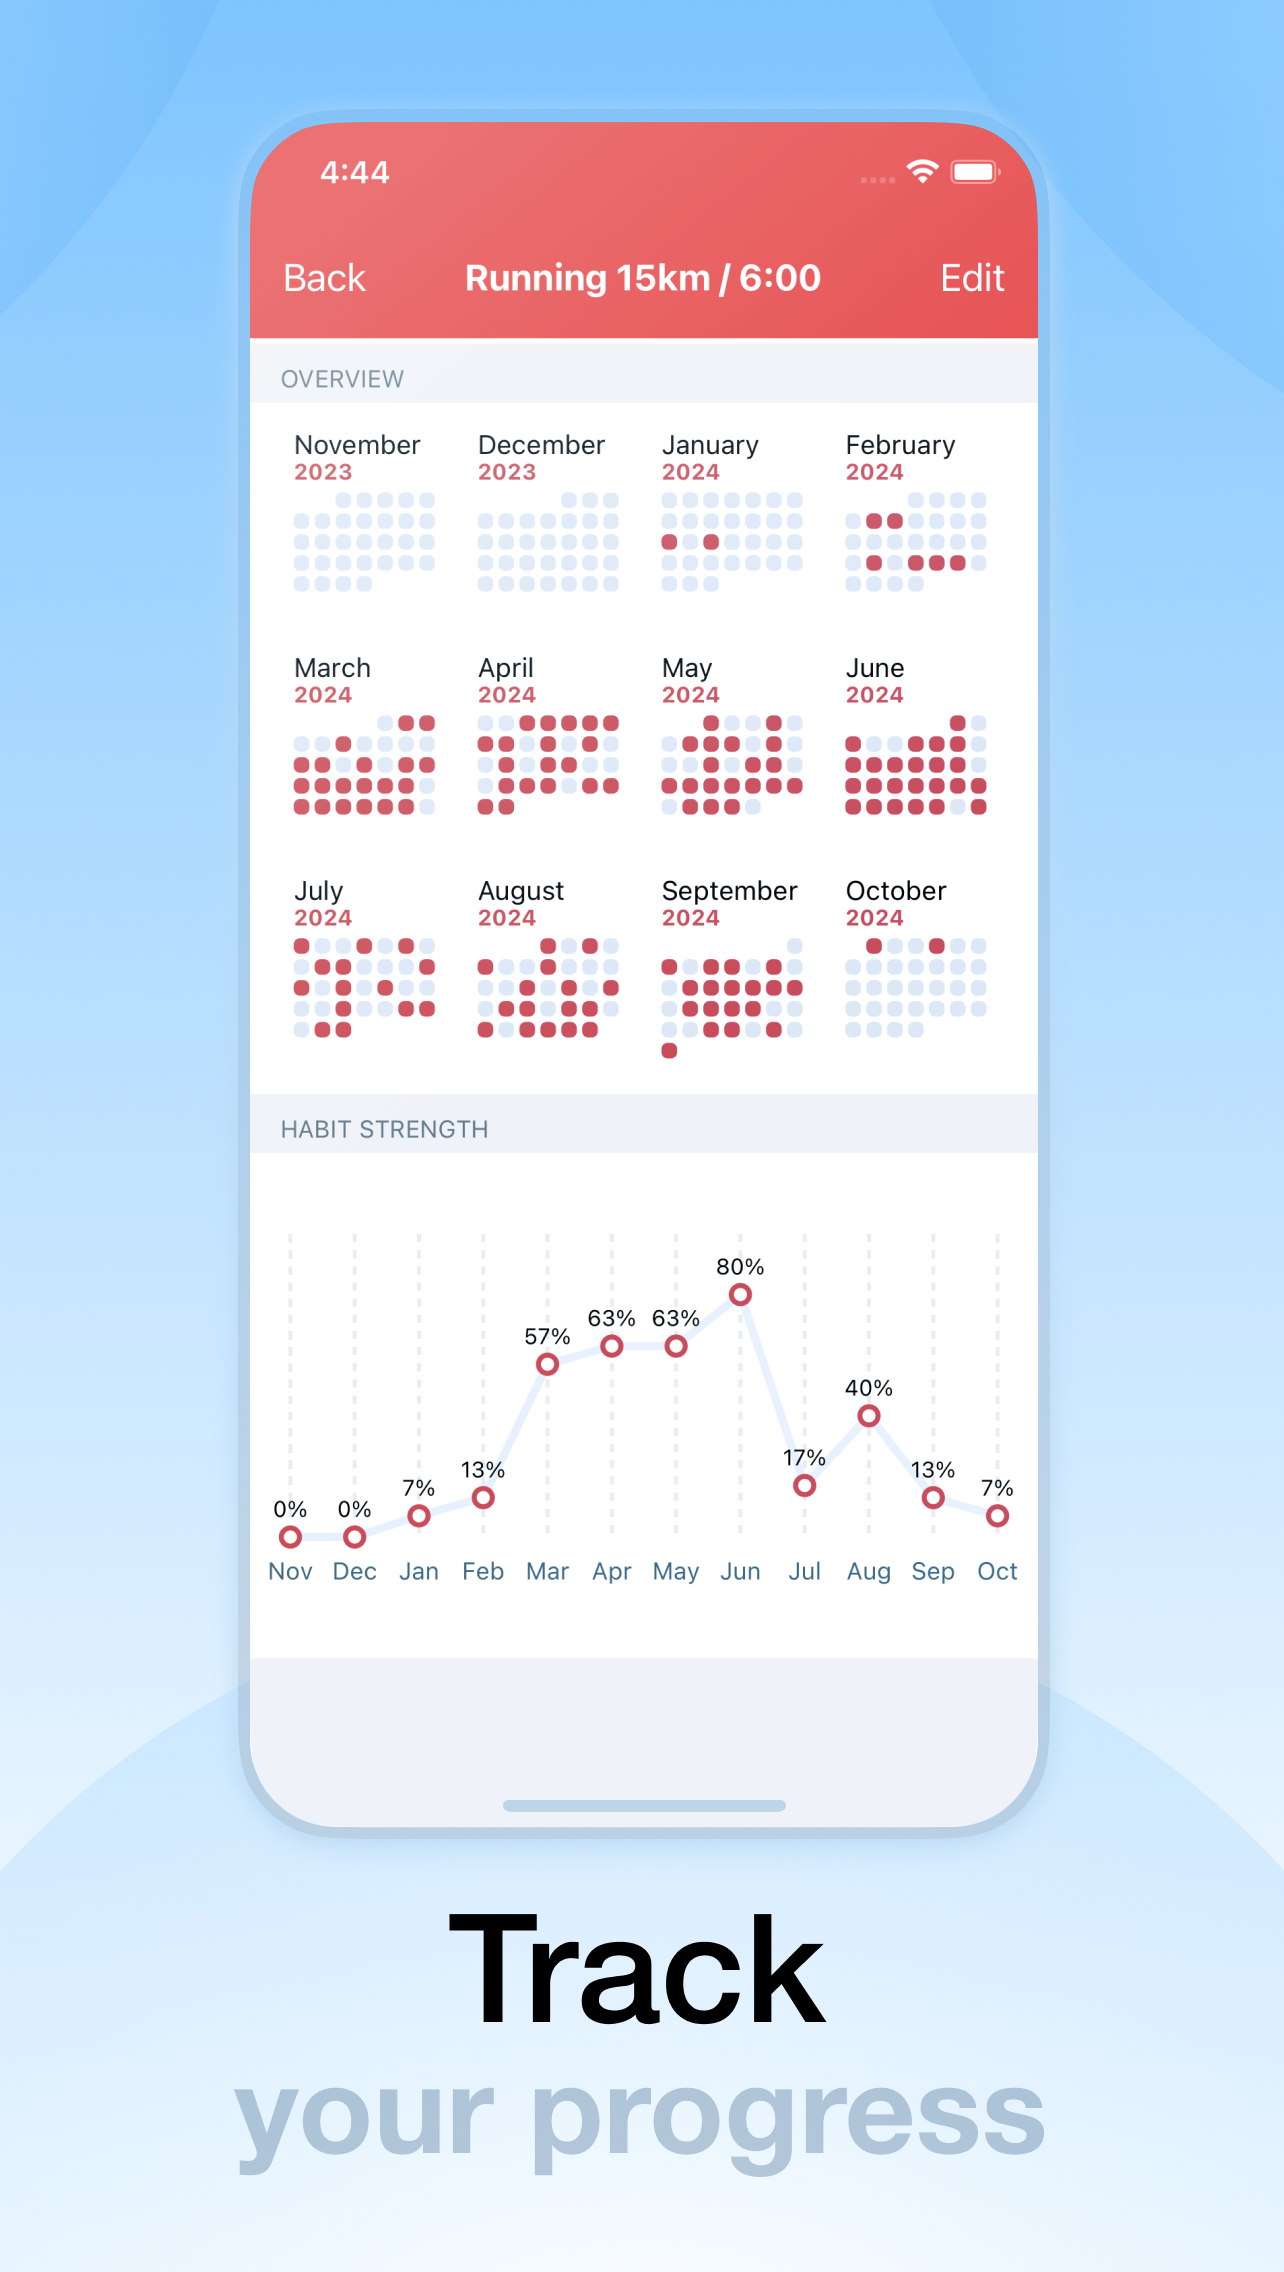 4:44
Back Running 15km / 6:00 Edit
OVERVIEW
November December January February
2023 2023 2024 2024
March April May June
2024 2024 2024 2024
July August September October
2024 2024 2024 2024
HABIT STRENGTH
80%
63% 63%
57%
40%
17%
13% 13%
7% 7%
0% 0%
Nov Dec Jan Feb Mar Apr May Jun Jul Aug Sep Oct
Track
your progress